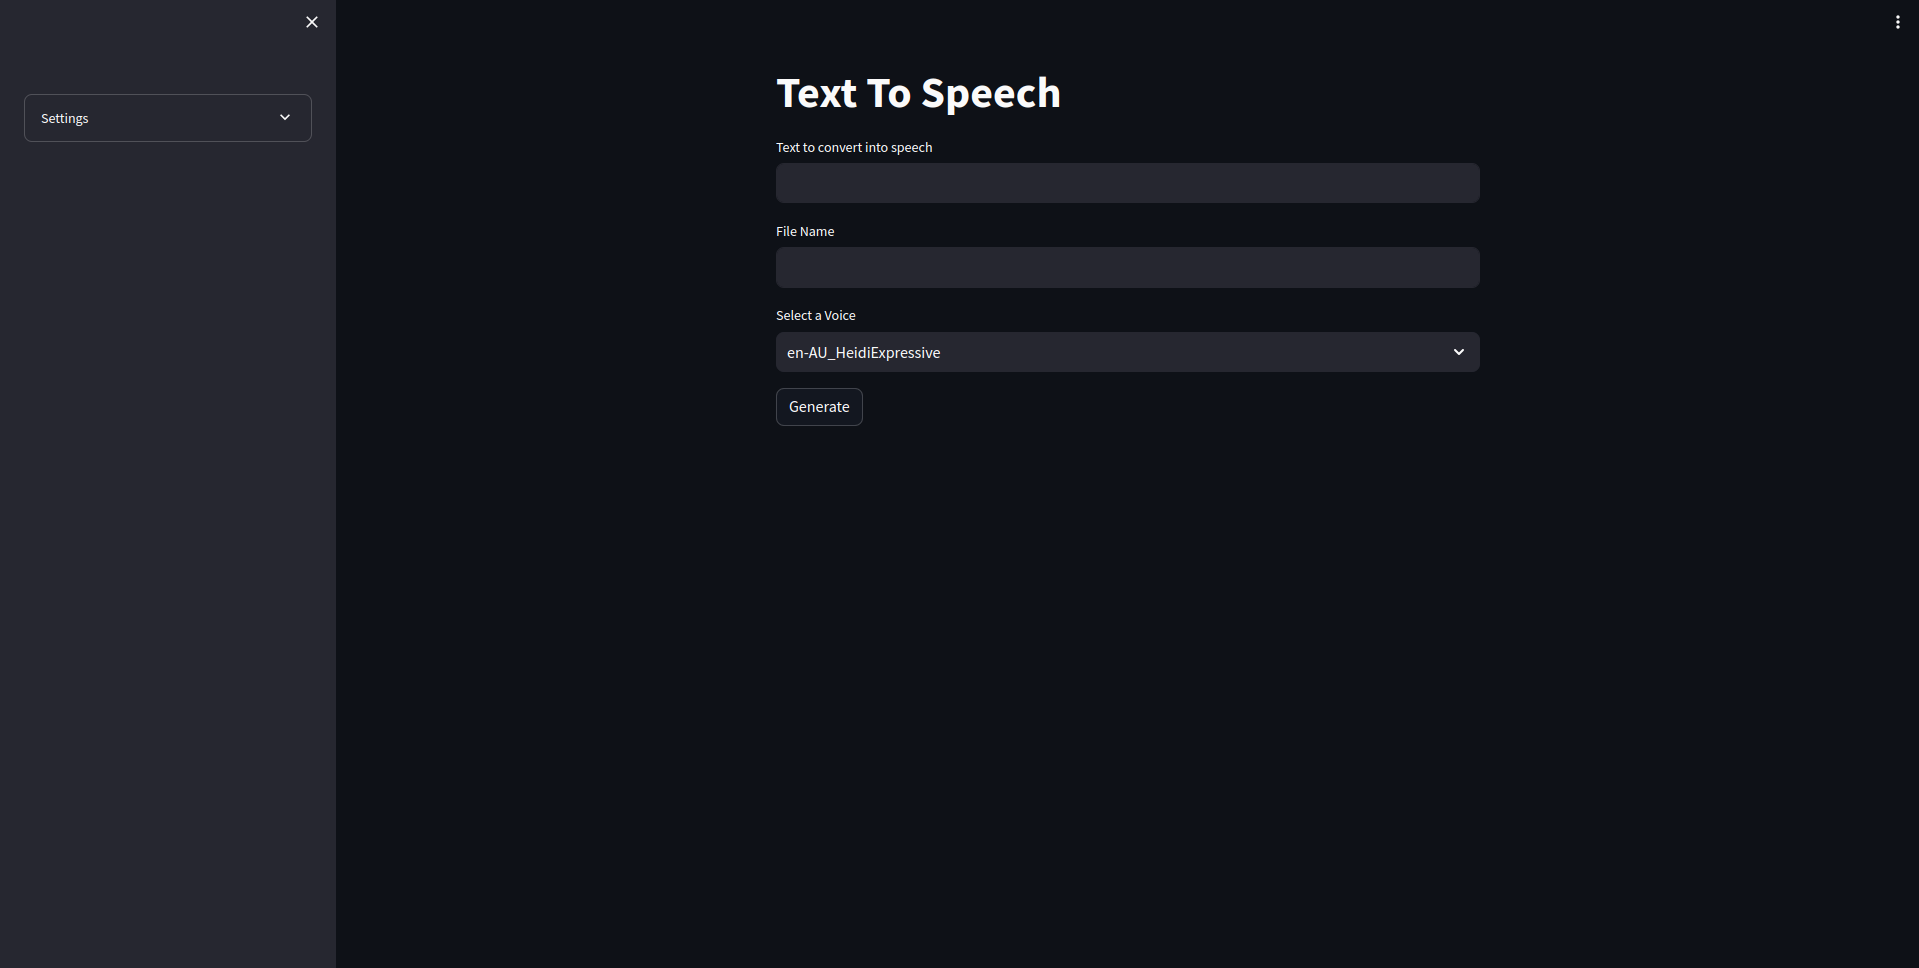 Settings
Text To Speech
Text to convert into speech
File Name
Select a Voice
en-AU_HeidiExpressive
Generate